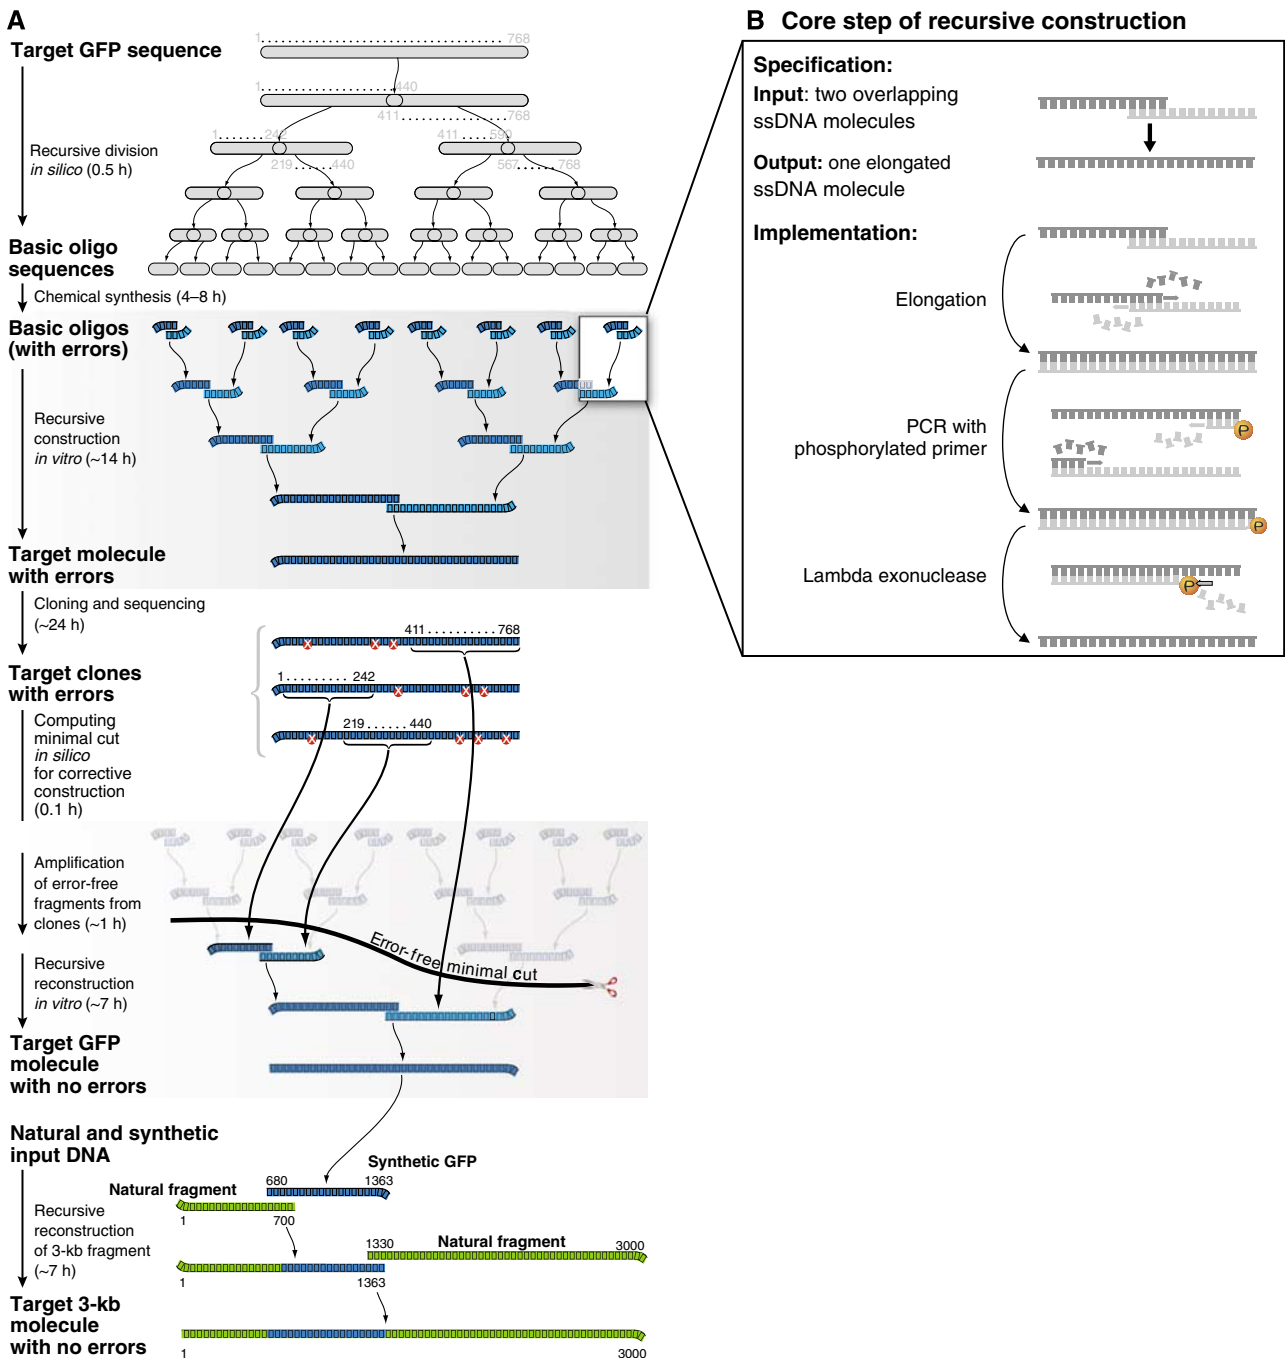 A
Target GFP sequence
1 . . . . . . . . . . . . . . . . . . . . . . . . . . . . 768
1 . . . . . . . . . . . . . . . . 440
411 . . . . . . . . . . . . . . 768
1 . . . . . . . 242
411 . . . . . 590
219 . . . . . 440
567 . . . . . . 768
Recursive division
in silico (0.5 h)
Basic oligo
sequences
Chemical synthesis (4–8 h)
Basic oligos
(with errors)
Recursive
construction
in vitro (~14 h)
Target molecule
with errors
Cloning and sequencing
(~24 h)
411 . . . . . . . . . . 768
Target clones
with errors
1 . . . . . . . . . 242
219 . . . . . . 440
X X X
X X X
X X X X
Computing
minimal cut
in silico
for corrective
construction
(0.1 h)
Amplification
of error-free
fragments from
clones (~1 h)
Error-free minimal cut
Recursive
reconstruction
in vitro (~7 h)
Target GFP
molecule
with no errors
Natural and synthetic
input DNA
Synthetic GFP
680 1363
Natural fragment
1 700
Recursive
reconstruction
of 3-kb fragment
(~7 h)
1330 Natural fragment 3000
1 1363
Target 3-kb
molecule
with no errors
1 3000
B Core step of recursive construction
Specification:
Input: two overlapping
ssDNA molecules
Output: one elongated
ssDNA molecule
Implementation:
Elongation
PCR with
phosphorylated primer
P
P
Lambda exonuclease
P